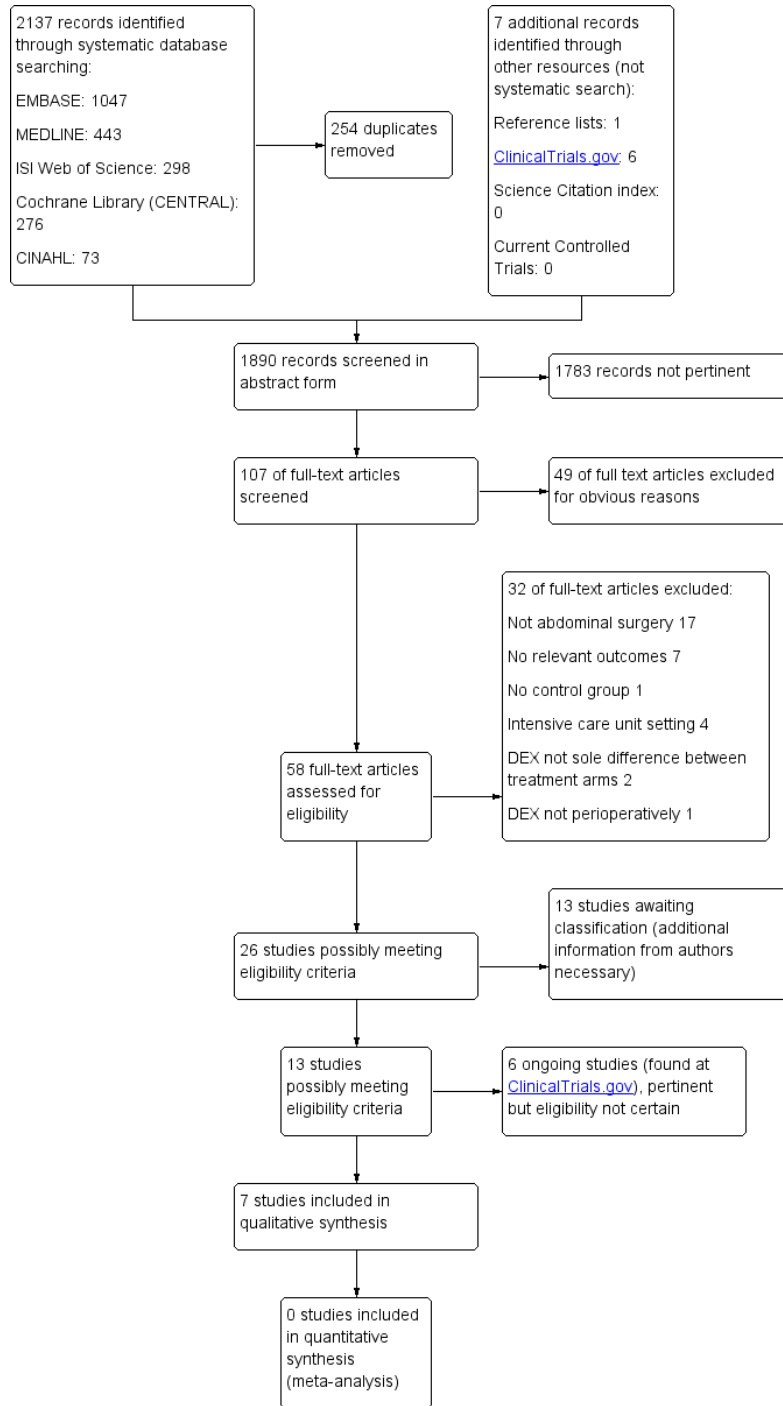 2137 records identified
through systematic database
searching:
EMBASE: 1047
MEDLINE: 443
ISI Web of Science: 298
Cochrane Library (CENTRAL):
276
CINAHL: 73
254 duplicates
removed
7 additional records
identified through
other resources (not
systematic search):
Reference lists: 1
ClinicalTrials.gov: 6
Science Citation index:
0
Current Controlled
Trials: 0
1890 records screened in
abstract form
1783 records not pertinent
107 of full-text articles
screened
49 of full text articles excluded
for obvious reasons
58 full-text articles
assessed for
eligibility
32 of full-text articles excluded:
Not abdominal surgery 17
No relevant outcomes 7
No control group 1
Intensive care unit setting 4
DEX not sole difference between
treatment arms 2
DEX not perioperatively 1
26 studies possibly meeting
eligibility criteria
13 studies awaiting
classification (additional
information from authors
necessary)
13 studies
possibly meeting
eligibility criteria
6 ongoing studies (found at
ClinicalTrials.gov), pertinent
but eligibility not certain
7 studies included in
qualitative synthesis
0 studies included
in quantitative
synthesis
(meta-analysis)